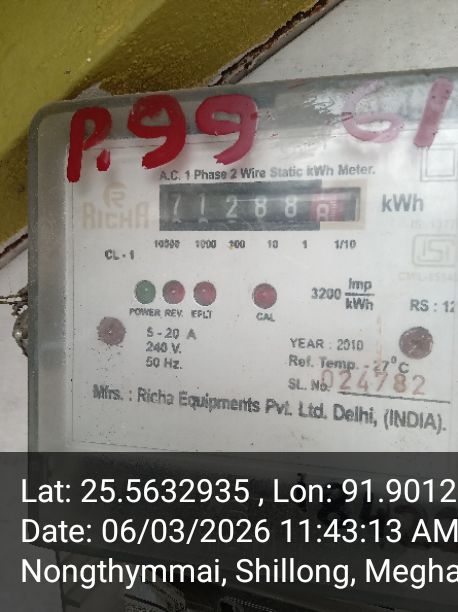 P.99 61
A.C. 1 Phase 2 Wire Static kWh Meter.
RICHA
712888 kWh
10000 1000 100 10 1 1/10
CL - 1
3200 Imp/kWh
RS : 12
POWER REV. EFLT CAL
5 - 20 A
240 V.
50 Hz.
YEAR : 2010
Ref. Temp. - 27°C
SL. No. 024782
Mfrs. : Richa Equipments Pvt. Ltd. Delhi, (INDIA).
Lat: 25.5632935 , Lon: 91.9012
Date: 06/03/2026 11:43:13 AM
Nongthymmai, Shillong, Megha